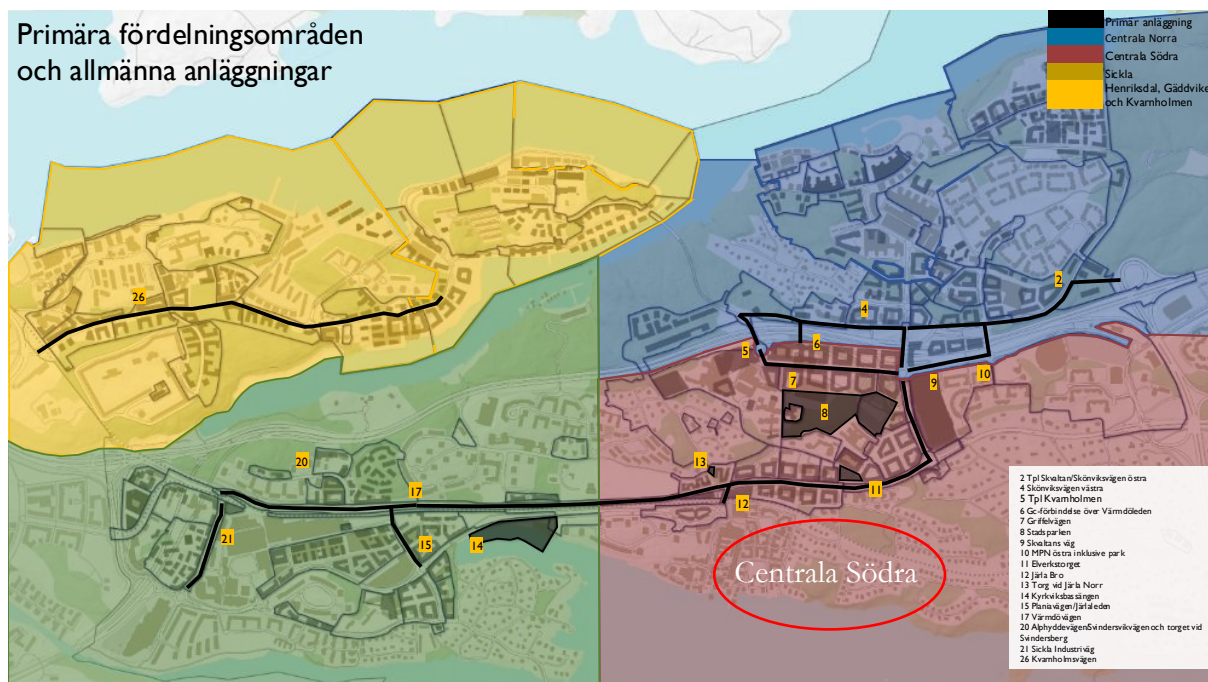 Primära fördelningsområden
och allmänna anläggningar
Primär anläggning
Centrala Norra
Centrala Södra
Sickla
Henriksdal, Gäddvike
och Kvarnholmen
26
2
4
6
5
7
10
9
8
13
20
11
17
12
21
15
14
Centrala Södra
2 Tpl Skvaltan/Skönviksvägen östra
4 Skönviksvägen västra
5 Tpl Kvarnholmen
6 Gc-förbindelse över Värmdöleden
7 Griffelvägen
8 Stadsparken
9 Skvaltans väg
10 MPN östra inklusive park
11 Elverkstorget
12 Järla Bro
13 Torg vid Järla Norr
14 Kyrkviksbassängen
15 Planiavägen/Järlaleden
17 Värmdövägen
20 Alphyddevägen/Svindersvikvägen och torget vid
Svindersberg
21 Sickla Industriväg
26 Kvarnholmsvägen